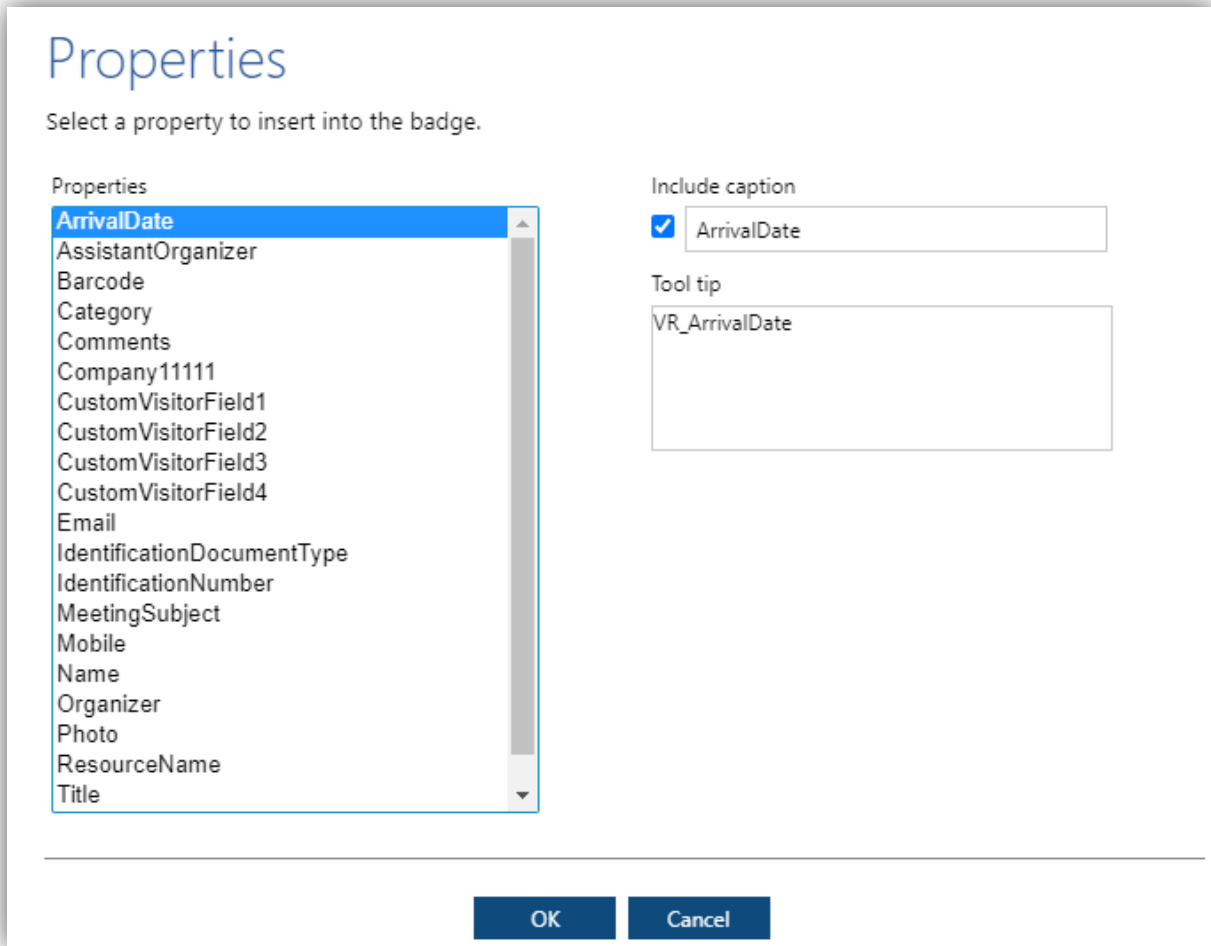 Properties
Select a property to insert into the badge.
Properties
ArrivalDate
AssistantOrganizer
Barcode
Category
Comments
Company11111
CustomVisitorField1
CustomVisitorField2
CustomVisitorField3
CustomVisitorField4
Email
IdentificationDocumentType
IdentificationNumber
MeetingSubject
Mobile
Name
Organizer
Photo
ResourceName
Title
Include caption
ArrivalDate
Tool tip
VR_ArrivalDate
OK
Cancel